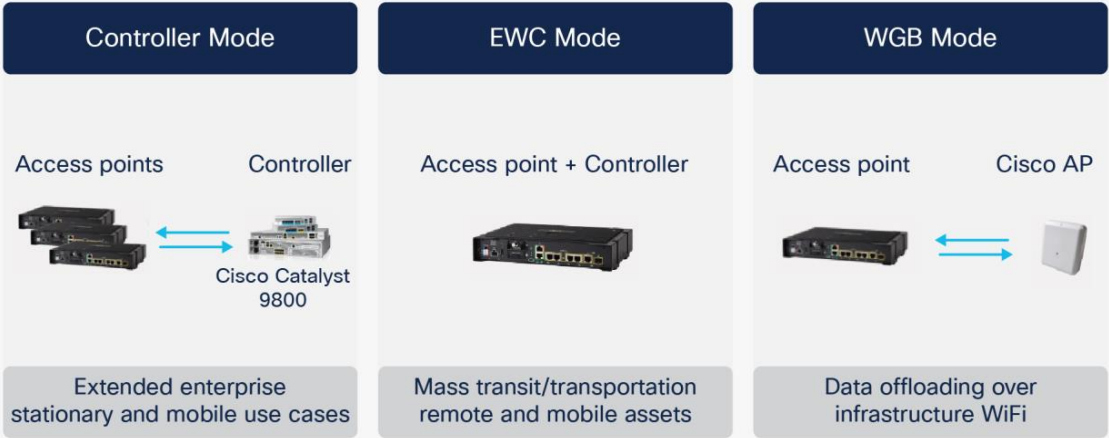 Controller Mode
Access points
Controller
Cisco Catalyst
9800
Extended enterprise
stationary and mobile use cases
EWC Mode
Access point + Controller
Mass transit/transportation
remote and mobile assets
WGB Mode
Access point
Cisco AP
Data offloading over
infrastructure WiFi